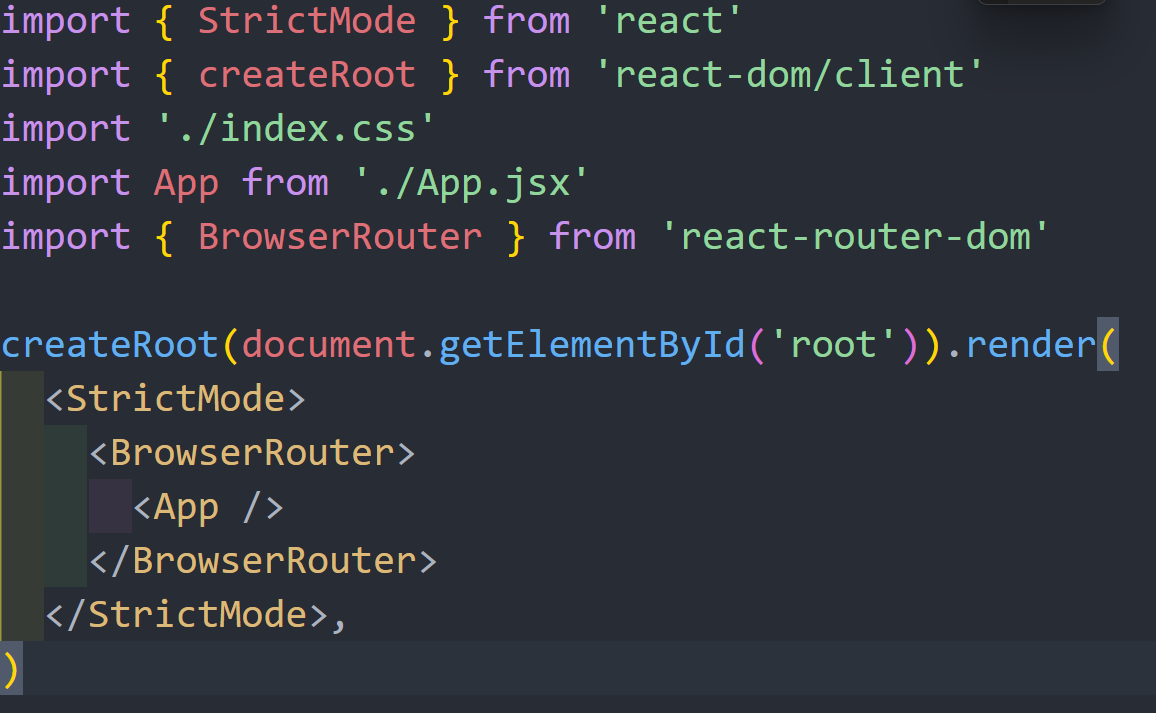 import { StrictMode } from 'react'
import { createRoot } from 'react-dom/client'
import './index.css'
import App from './App.jsx'
import { BrowserRouter } from 'react-router-dom'

createRoot(document.getElementById('root')).render(
  <StrictMode>
    <BrowserRouter>
      <App />
    </BrowserRouter>
  </StrictMode>,
)